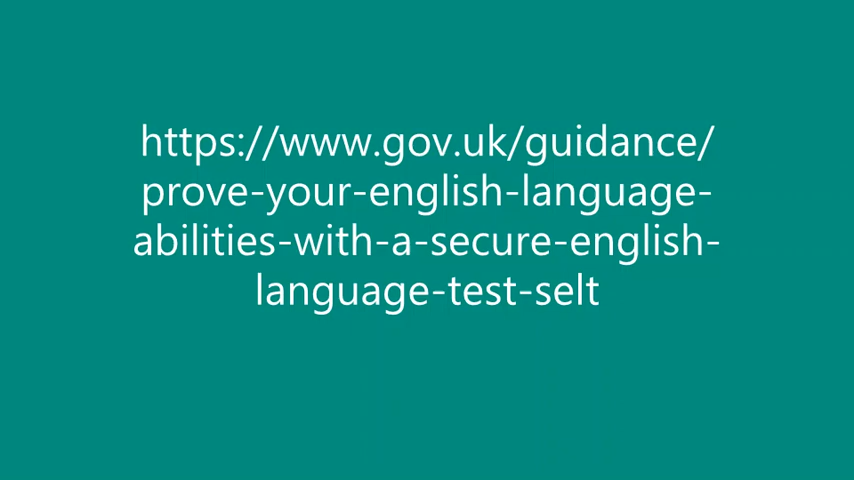 https://www.gov.uk/guidance/
prove-your-english-language-
abilities-with-a-secure-english-
language-test-selt